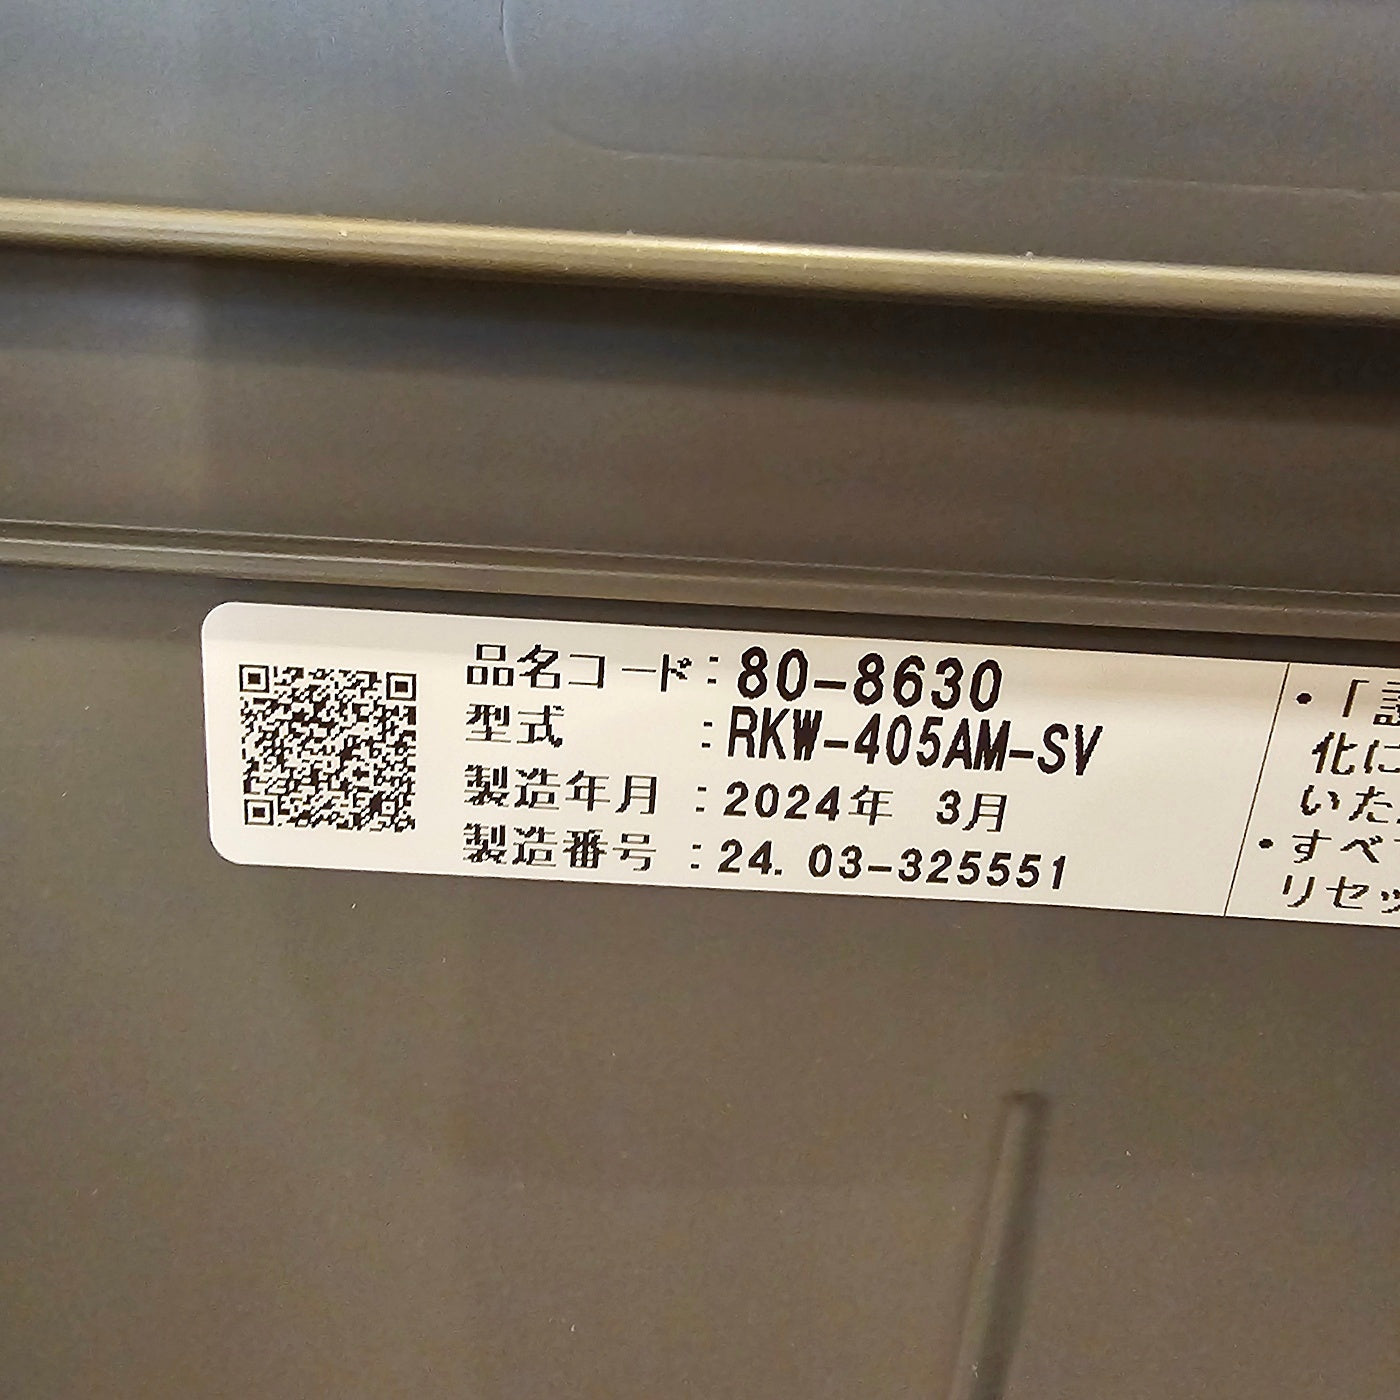 品名コード:80-8630
型式 :RKW-405AM-SV
製造年月 :2024年 3月
製造番号 :24. 03-325551
・「
化に
いた
・すべ
リセッ